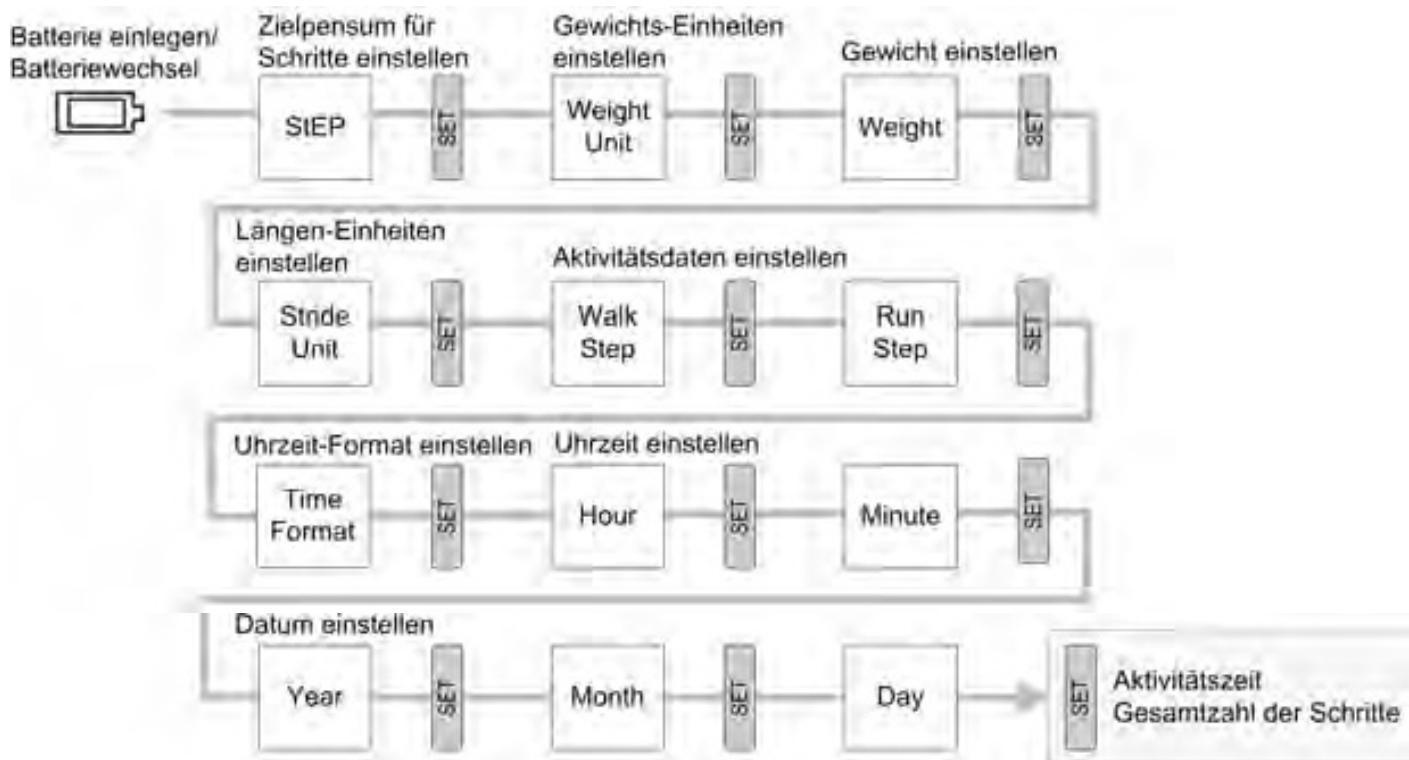 Batterie einlegen/
Batteriewechsel
Zielpensum für
Schritte einstellen
Gewichts-Einheiten
einstellen
Gewicht einstellen
StEP
SET
Weight
Unit
SET
Weight
SET
Längen-Einheiten
einstellen
Aktivitätsdaten einstellen
Stride
Unit
SET
Walk
Step
SET
Run
Step
SET
Uhrzeit-Format einstellen
Uhrzeit einstellen
Time
Format
SET
Hour
SET
Minute
SET
Datum einstellen
Year
SET
Month
SET
Day
SET
Aktivitätszeit
Gesamtzahl der Schritte